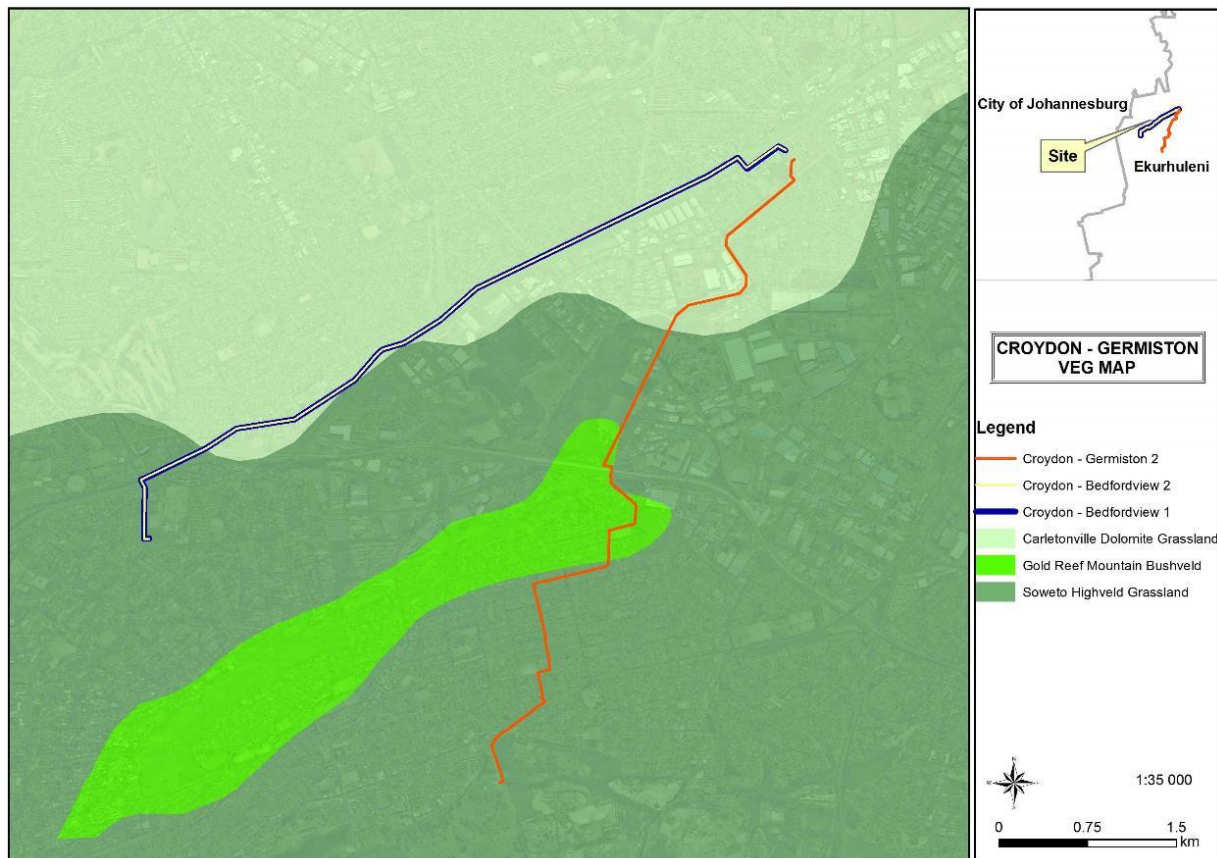 City of Johannesburg
Site
Ekurhuleni
CROYDON - GERMISTON
VEG MAP
Legend
Croydon - Germiston 2
Croydon - Bedfordview 2
Croydon - Bedfordview 1
Carletonville Dolomite Grassland
Gold Reef Mountain Bushveld
Soweto Highveld Grassland
1:35 000
0 0.75 1.5
km